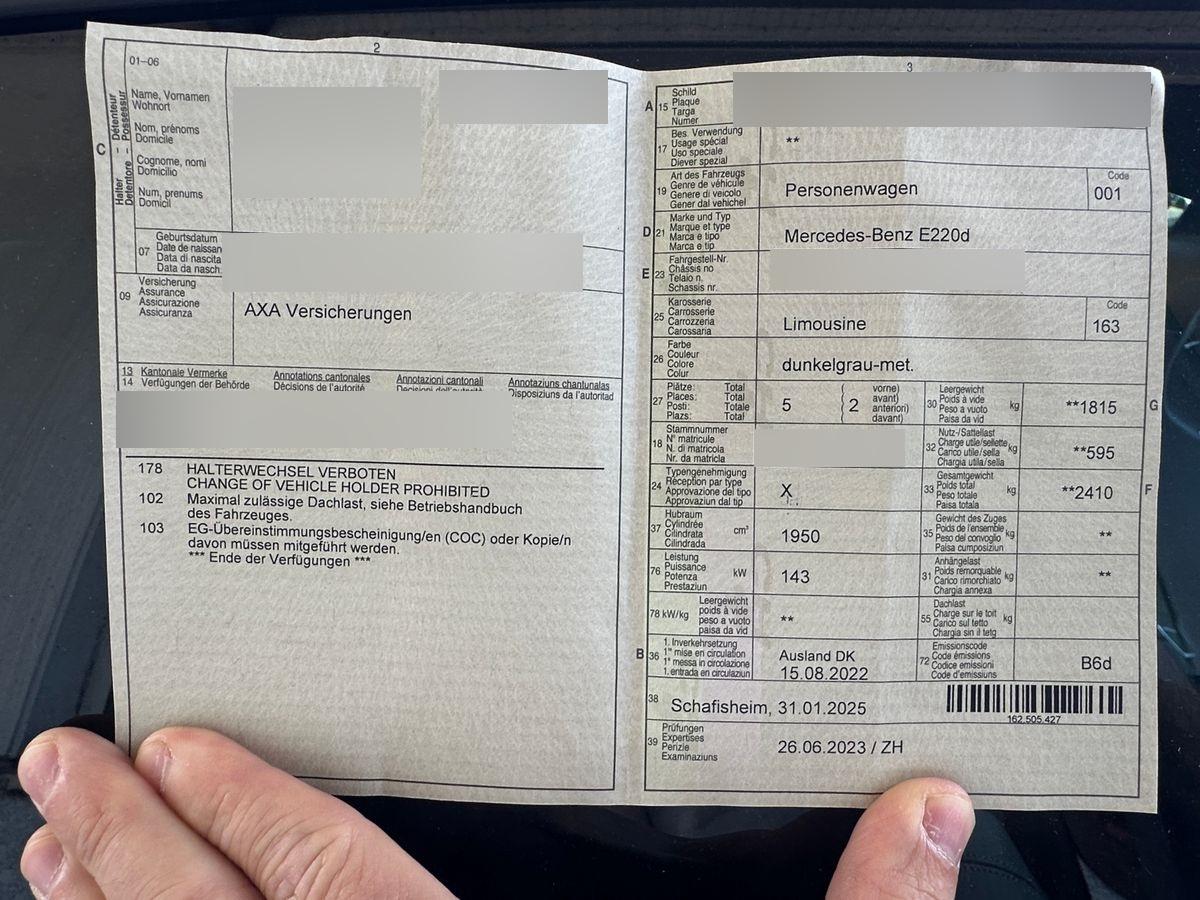 2
01–06
Name, Vornamen
Wohnort
Nom, prénoms
Domicile
Cognome, nomi
Domicilio
Num, prenums
Domicil
C
Halter – Détenteur
Detentore – Possessur
07
Geburtsdatum
Date de naissan
Data di nascita
Data da nasch.
09
Versicherung
Assurance
Assicurazione
Assicuranza
AXA Versicherungen
13 Kantonale Vermerke Annotations cantonales Annotazioni cantonali Annotaziuns chantunalas
14 Verfügungen der Behörde Décisions de l'autorité Decisioni dell'autorità Disposiziuns da l'autoritad
178 HALTERWECHSEL VERBOTEN
CHANGE OF VEHICLE HOLDER PROHIBITED
102 Maximal zulässige Dachlast, siehe Betriebshandbuch
des Fahrzeuges.
103 EG-Übereinstimmungsbescheinigung/en (COC) oder Kopie/n
davon müssen mitgeführt werden.
*** Ende der Verfügungen ***
3
A 15
Schild
Plaque
Targa
Numer
17
Bes. Verwendung
Usage spécial
Uso speciale
Diever spezial
**
19
Art des Fahrzeugs
Genre de véhicule
Genere di veicolo
Gener dal vehichel
Personenwagen
Code
001
D 21
Marke und Typ
Marque et type
Marca e tipo
Marca e tip
Mercedes-Benz E220d
E 23
Fahrgestell-Nr.
Châssis no
Telaio n.
Schassis nr.
25
Karosserie
Carrosserie
Carrozzeria
Carossaria
Limousine
Code
163
26
Farbe
Couleur
Colore
Colur
dunkelgrau-met.
27
Plätze: Total
Places: Total
Posti: Totale
Plazs: Total
5 ( 2
vorne)
avant)
anteriori)
davant)
30
Leergewicht
Poids à vide
Peso a vuoto
Paisa da vid
kg
**1815
G
18
Stammnummer
N° matricule
N. di matricola
Nr. da matricla
32
Nutz-/Sattellast
Charge utile/sellette
Carico utile/sella
Chargia utila/sella
kg
**595
24
Typengenehmigung
Réception par type
Approvazione del tipo
Approvaziun dal tip
X
33
Gesamtgewicht
Poids total
Peso totale
Paisa totala
kg
**2410
F
37
Hubraum
Cylindrée
Cilindrata
Cilindrada
cm³
1950
35
Gewicht des Zuges
Poids de l'ensemble
Peso del convoglio
Paisa cumposiziun
kg
**
76
Leistung
Puissance
Potenza
Prestaziun
kW
143
31
Anhängelast
Poids remorquable
Carico rimorchiato
Chargia annexa
kg
**
78 kW/kg
Leergewicht
poids à vide
peso a vuoto
paisa da vid
**
55
Dachlast
Charge sur le toit
Carico sul tetto
Chargia sin il tetg
kg
B 36
1. Inverkehrsetzung
1re mise en circulation
1a messa in circolazione
1. entrada en circulaziun
Ausland DK
15.08.2022
72
Emissionscode
Code émissions
Codice emissioni
Code d'emissiuns
B6d
38
Schafisheim, 31.01.2025
162.505.427
39
Prüfungen
Expertises
Perizie
Examinaziuns
26.06.2023 / ZH